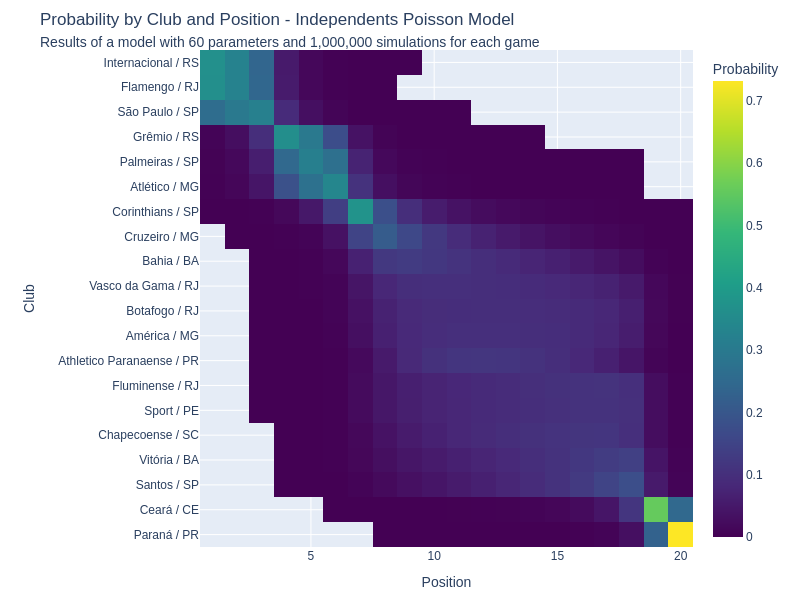 Probability by Club and Position - Independents Poisson Model
Results of a model with 60 parameters and 1,000,000 simulations for each game
Probability
Internacional / RS
Flamengo / RJ
São Paulo / SP
Grêmio / RS
Palmeiras / SP
Atlético / MG
Corinthians / SP
Cruzeiro / MG
Bahia / BA
Vasco da Gama / RJ
Botafogo / RJ
América / MG
Athletico Paranaense / PR
Fluminense / RJ
Sport / PE
Chapecoense / SC
Vitória / BA
Santos / SP
Ceará / CE
Paraná / PR
Club
0.7
0.6
0.5
0.4
0.3
0.2
0.1
0
5 10 15 20
Position